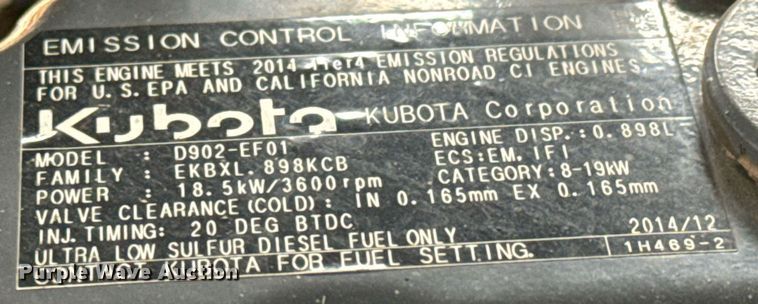 EMISSION CONTROL INFORMATION
THIS ENGINE MEETS 2014 Tier4 EMISSION REGULATIONS
FOR U.S.EPA AND CALIFORNIA NONROAD CI ENGINES.
Kubota KUBOTA Corporation
MODEL : D902-EF01 ENGINE DISP.:0.898L
FAMILY : EKBXL.898KCB ECS:EM, IFI
POWER : 18.5kW/3600rpm CATEGORY:8-19kW
VALVE CLEARANCE(COLD): IN 0.165mm EX 0.165mm
INJ.TIMING: 20 DEG BTDC
ULTRA LOW SULFUR DIESEL FUEL ONLY 2014/12
KUBOTA FOR FUEL SETTING. 1H469-2
Purple Wave Auction